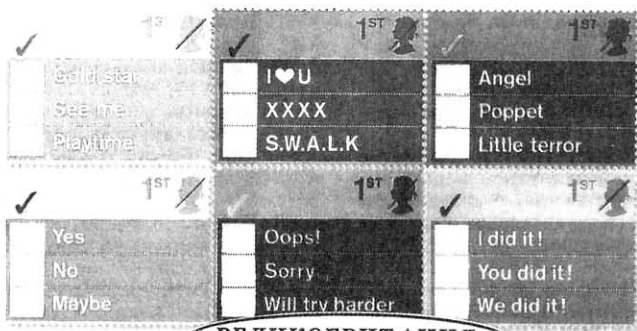 1ST
Gold star
See me
Playtime
1ST
I❤U
XXXX
S.W.A.L.K
1ST
Angel
Poppet
Little terror
1ST
Yes
No
Maybe
1ST
Oops!
Sorry
Will try harder
1ST
I did it!
You did it!
We did it!
ВЕЛИКОБРИТАНИЯ